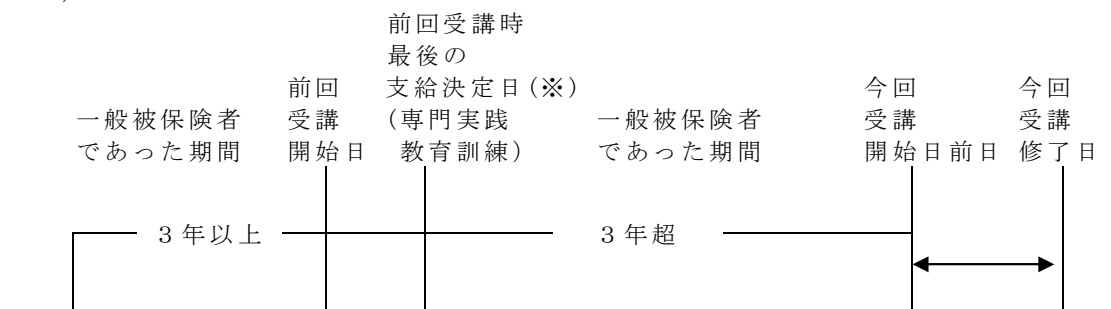 一般被保険者
であった期間
前回
受講
開始日
前回受講時
最後の
支給決定日(※)
(専門実践
教育訓練)
一般被保険者
であった期間
今回
受講
開始日前日
今回
受講
修了日
3年以上
3年超